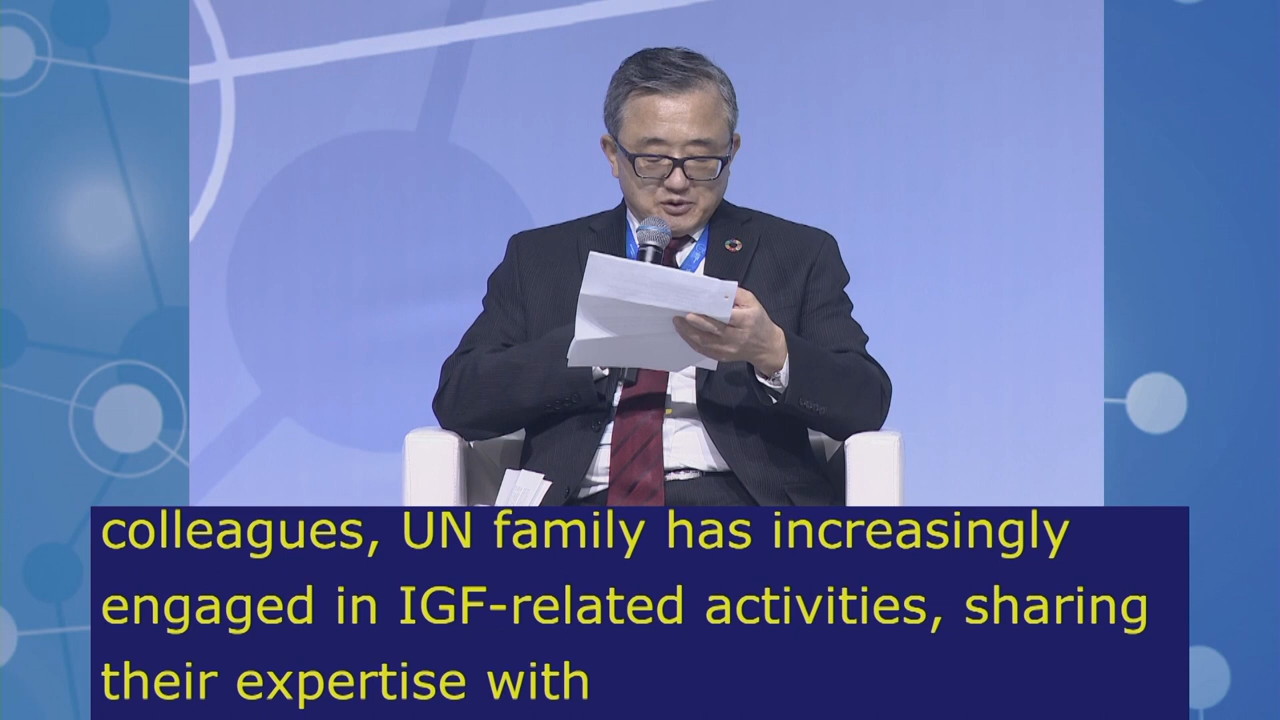 colleagues, UN family has increasingly
engaged in IGF-related activities, sharing
their expertise with